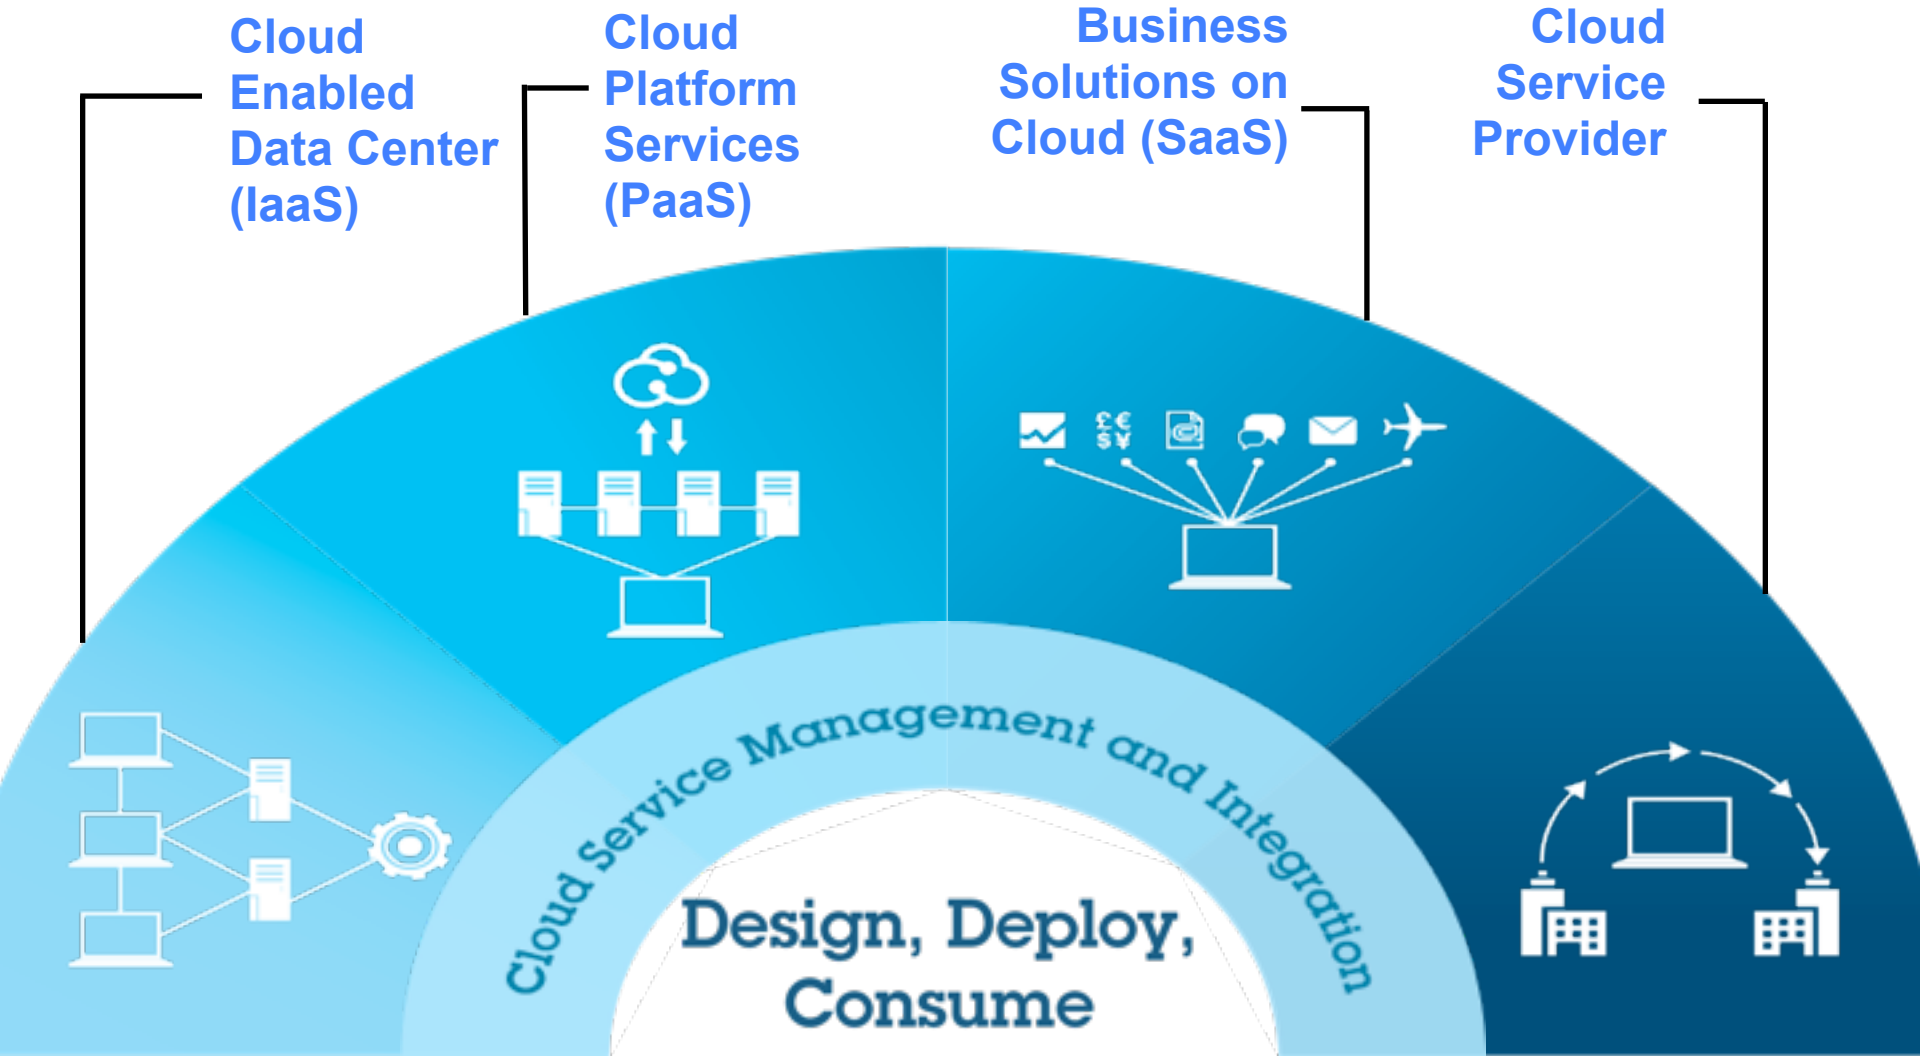 Cloud
Enabled
Data Center
(IaaS)
Cloud
Platform
Services
(PaaS)
Business
Solutions on
Cloud (SaaS)
Cloud
Service
Provider
£€
$¥
Cloud Service Management and Integration
Design, Deploy,
Consume